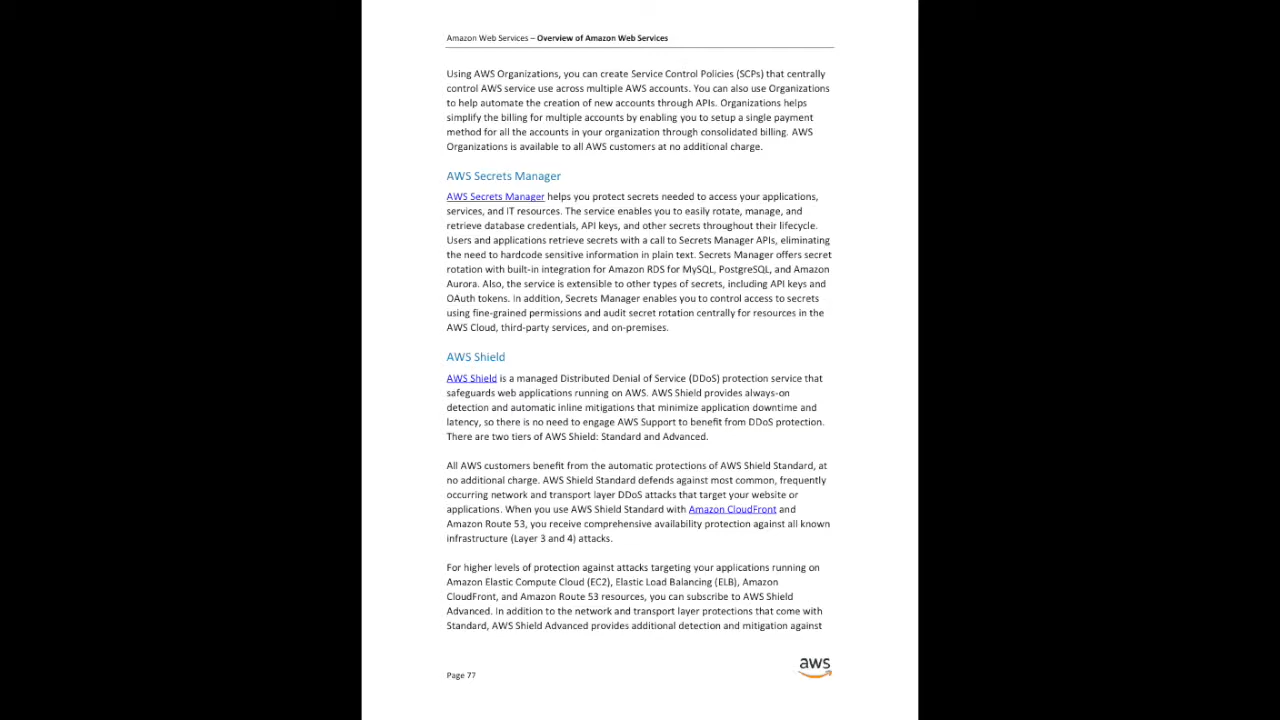 Amazon Web Services – Overview of Amazon Web Services
Using AWS Organizations, you can create Service Control Policies (SCPs) that centrally
control AWS service use across multiple AWS accounts. You can also use Organizations
to help automate the creation of new accounts through APIs. Organizations helps
simplify the billing for multiple accounts by enabling you to setup a single payment
method for all the accounts in your organization through consolidated billing. AWS
Organizations is available to all AWS customers at no additional charge.
AWS Secrets Manager
AWS Secrets Manager helps you protect secrets needed to access your applications,
services, and IT resources. The service enables you to easily rotate, manage, and
retrieve database credentials, API keys, and other secrets throughout their lifecycle.
Users and applications retrieve secrets with a call to Secrets Manager APIs, eliminating
the need to hardcode sensitive information in plain text. Secrets Manager offers secret
rotation with built-in integration for Amazon RDS for MySQL, PostgreSQL, and Amazon
Aurora. Also, the service is extensible to other types of secrets, including API keys and
OAuth tokens. In addition, Secrets Manager enables you to control access to secrets
using fine-grained permissions and audit secret rotation centrally for resources in the
AWS Cloud, third-party services, and on-premises.
AWS Shield
AWS Shield is a managed Distributed Denial of Service (DDoS) protection service that
safeguards web applications running on AWS. AWS Shield provides always-on
detection and automatic inline mitigations that minimize application downtime and
latency, so there is no need to engage AWS Support to benefit from DDoS protection.
There are two tiers of AWS Shield: Standard and Advanced.
All AWS customers benefit from the automatic protections of AWS Shield Standard, at
no additional charge. AWS Shield Standard defends against most common, frequently
occurring network and transport layer DDoS attacks that target your website or
applications. When you use AWS Shield Standard with Amazon CloudFront and
Amazon Route 53, you receive comprehensive availability protection against all known
infrastructure (Layer 3 and 4) attacks.
For higher levels of protection against attacks targeting your applications running on
Amazon Elastic Compute Cloud (EC2), Elastic Load Balancing (ELB), Amazon
CloudFront, and Amazon Route 53 resources, you can subscribe to AWS Shield
Advanced. In addition to the network and transport layer protections that come with
Standard, AWS Shield Advanced provides additional detection and mitigation against
Page 77
aws